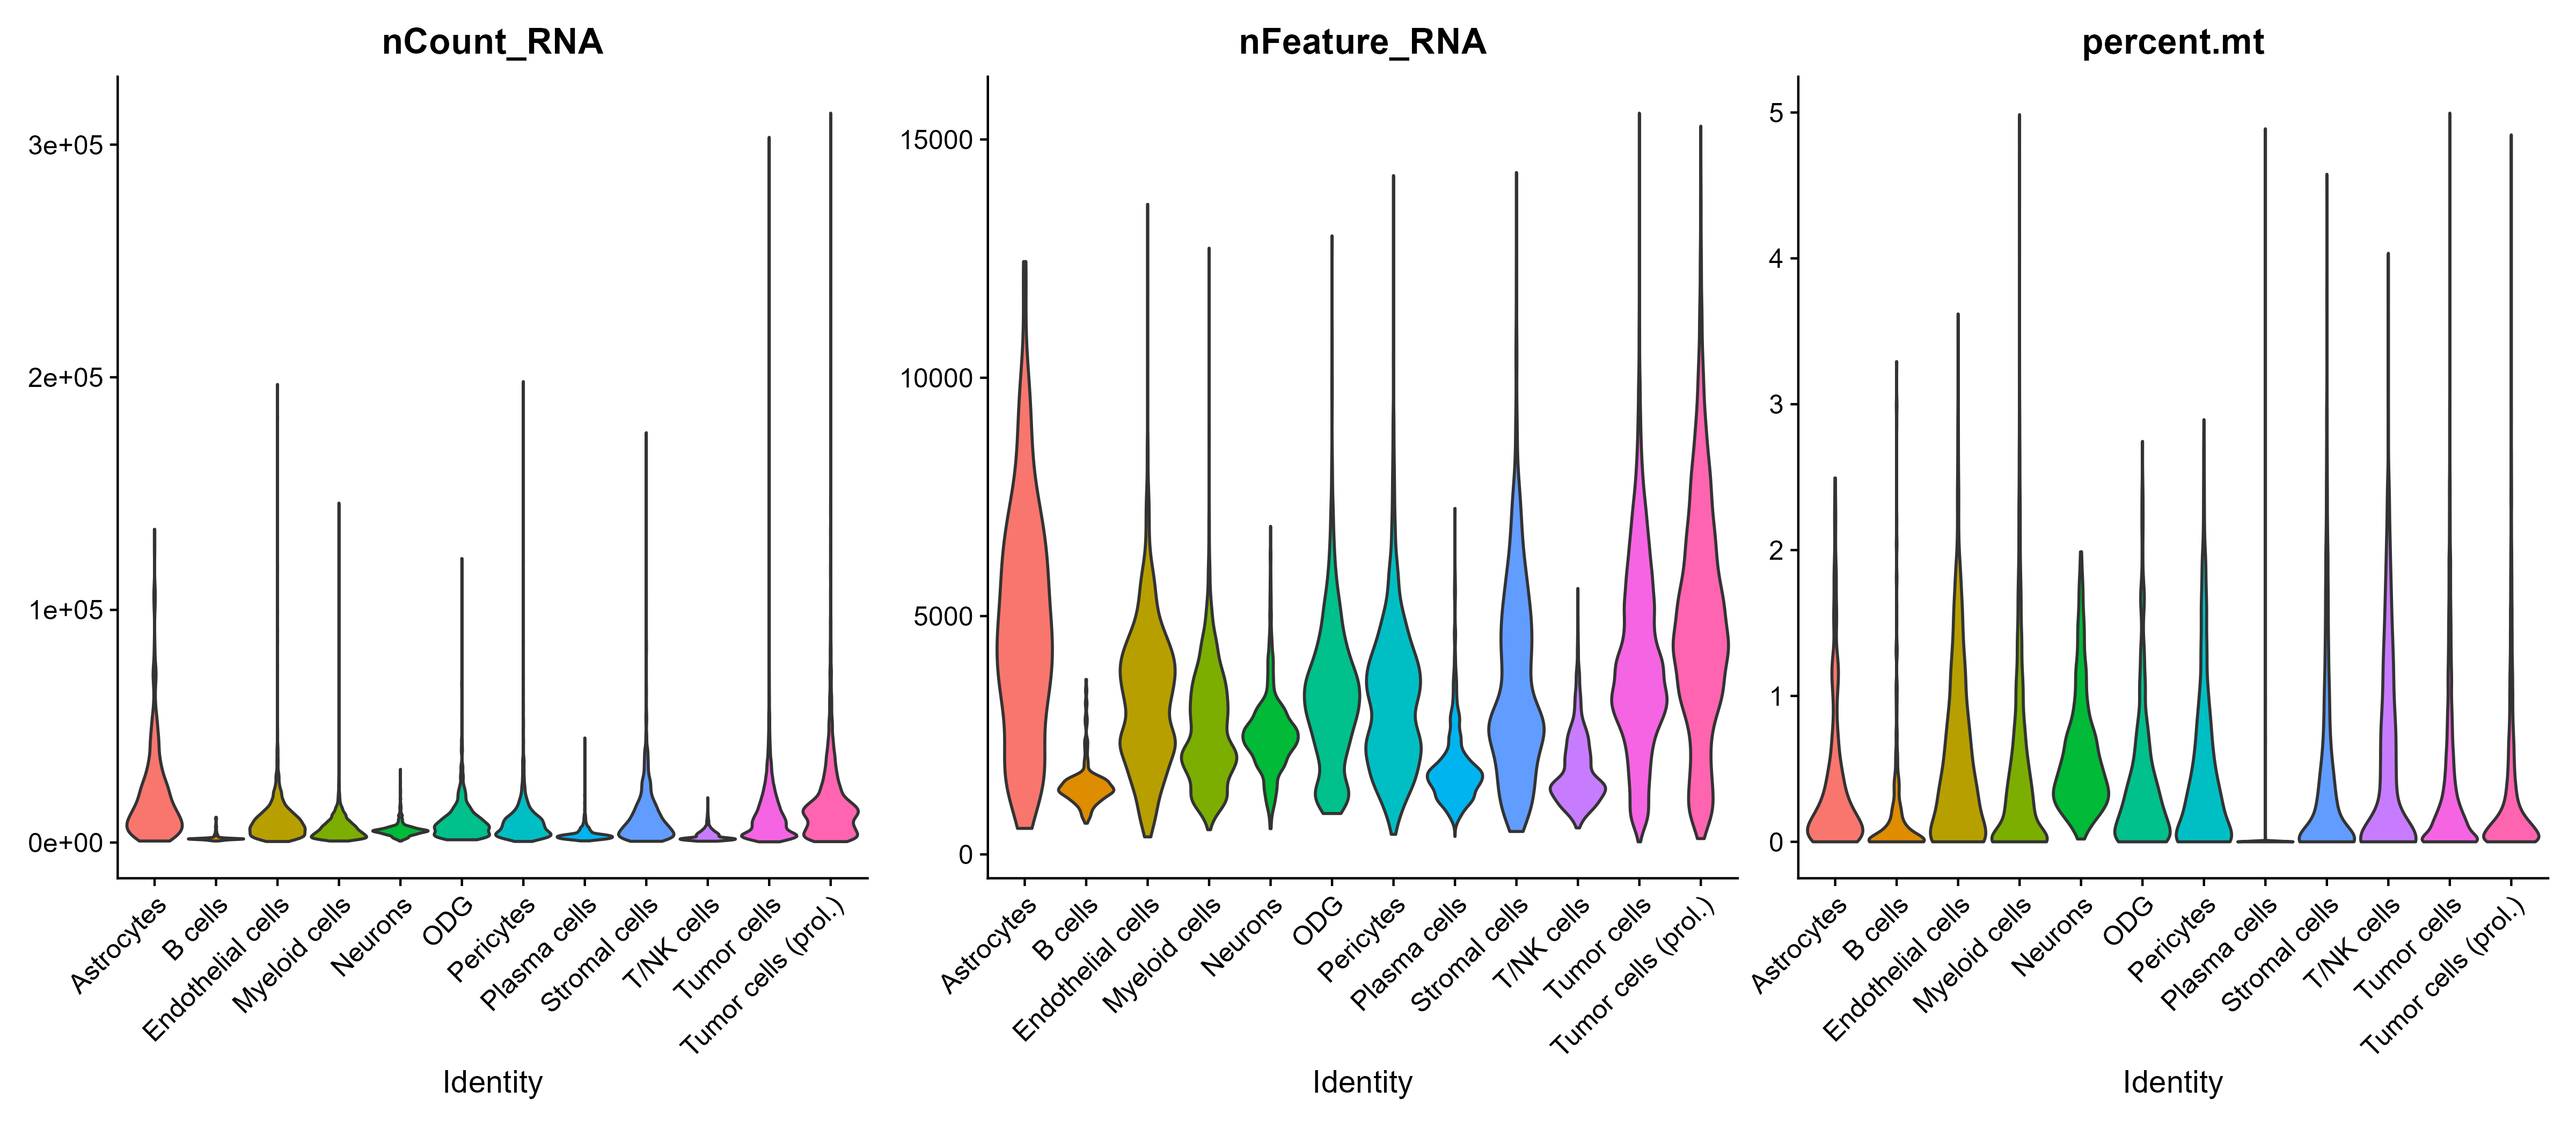 nCount_RNA
3e+05
2e+05
1e+05
0e+00
Astrocytes
B cells
Endothelial cells
Myeloid cells
Neurons
ODG
Pericytes
Plasma cells
Stromal cells
T/NK cells
Tumor cells
Tumor cells (prol.)
Identity
nFeature_RNA
15000
10000
5000
0
Astrocytes
B cells
Endothelial cells
Myeloid cells
Neurons
ODG
Pericytes
Plasma cells
Stromal cells
T/NK cells
Tumor cells
Tumor cells (prol.)
Identity
percent.mt
5
4
3
2
1
0
Astrocytes
B cells
Endothelial cells
Myeloid cells
Neurons
ODG
Pericytes
Plasma cells
Stromal cells
T/NK cells
Tumor cells
Tumor cells (prol.)
Identity